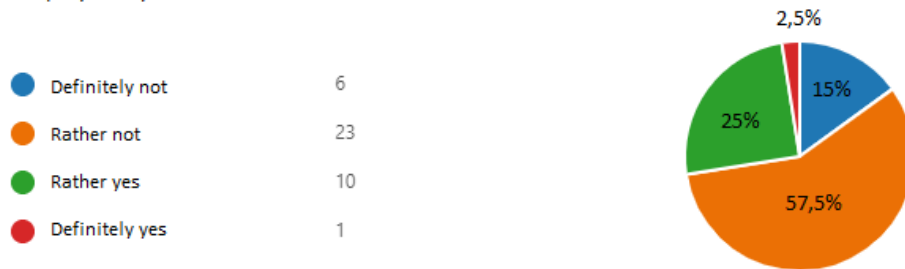 2,5%
Definitely not 6
15%
Rather not 23
25%
Rather yes 10
57,5%
Definitely yes 1